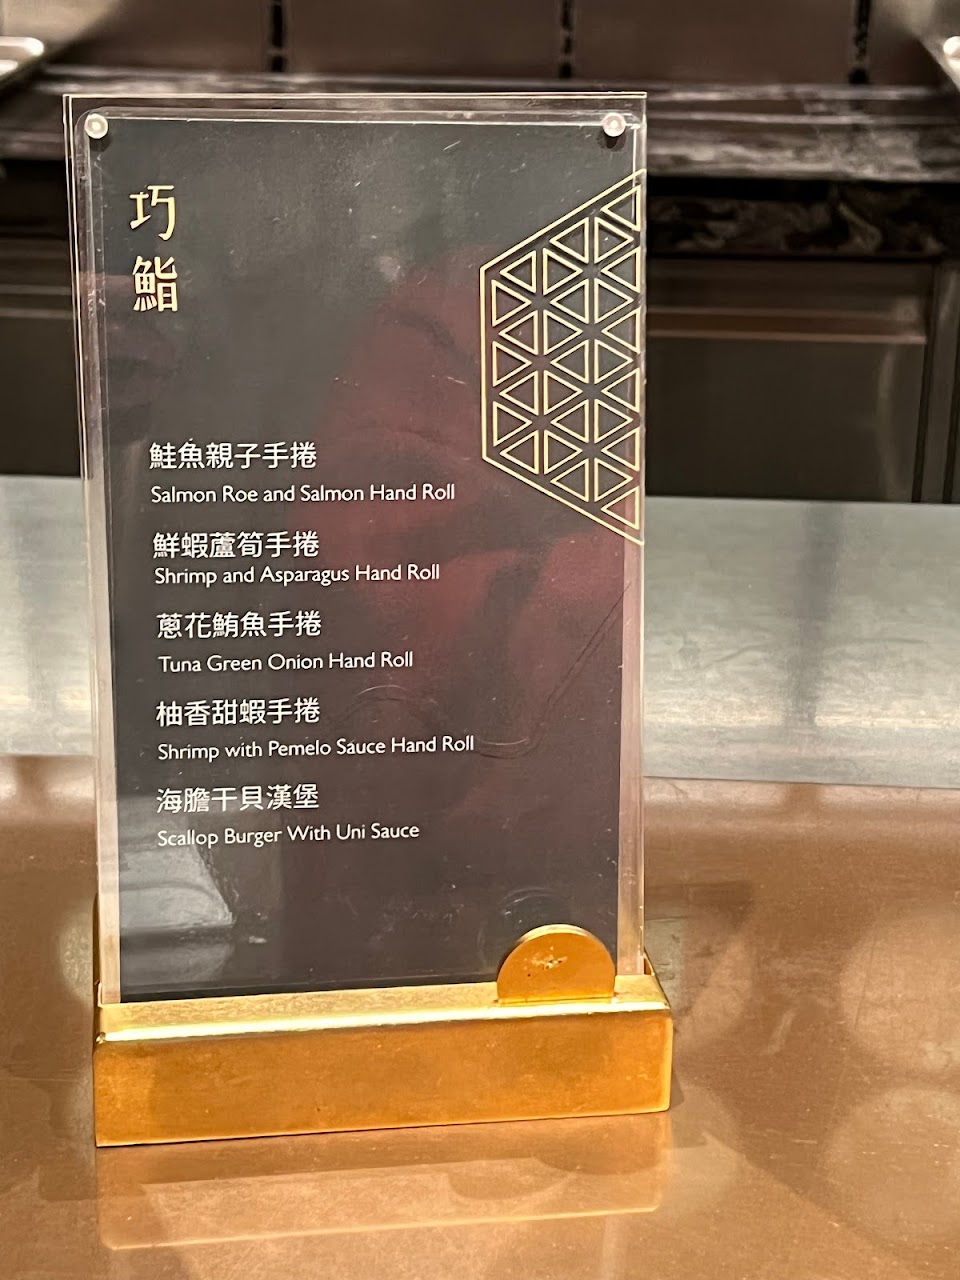 巧鮨
鮭魚親子手捲
Salmon Roe and Salmon Hand Roll
鮮蝦蘆筍手捲
Shrimp and Asparagus Hand Roll
蔥花鮪魚手捲
Tuna Green Onion Hand Roll
柚香甜蝦手捲
Shrimp with Pemelo Sauce Hand Roll
海膽干貝漢堡
Scallop Burger With Uni Sauce